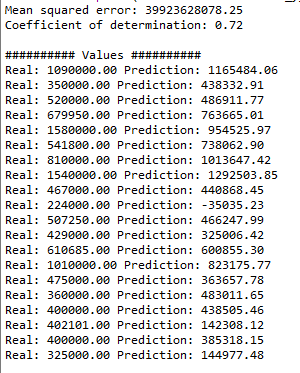 Mean squared error: 39923628078.25
Coefficient of determination: 0.72
########## Values ##########
Real: 1090000.00 Prediction: 1165484.06
Real: 350000.00 Prediction: 438332.91
Real: 520000.00 Prediction: 486911.77
Real: 679950.00 Prediction: 763665.01
Real: 1580000.00 Prediction: 954525.97
Real: 541800.00 Prediction: 738062.90
Real: 810000.00 Prediction: 1013647.42
Real: 1540000.00 Prediction: 1292503.85
Real: 467000.00 Prediction: 440868.45
Real: 224000.00 Prediction: -35035.23
Real: 507250.00 Prediction: 466247.99
Real: 429000.00 Prediction: 325006.42
Real: 610685.00 Prediction: 600855.30
Real: 1010000.00 Prediction: 823175.77
Real: 475000.00 Prediction: 363657.78
Real: 360000.00 Prediction: 483011.65
Real: 400000.00 Prediction: 438505.46
Real: 402101.00 Prediction: 142308.12
Real: 400000.00 Prediction: 385318.15
Real: 325000.00 Prediction: 144977.48